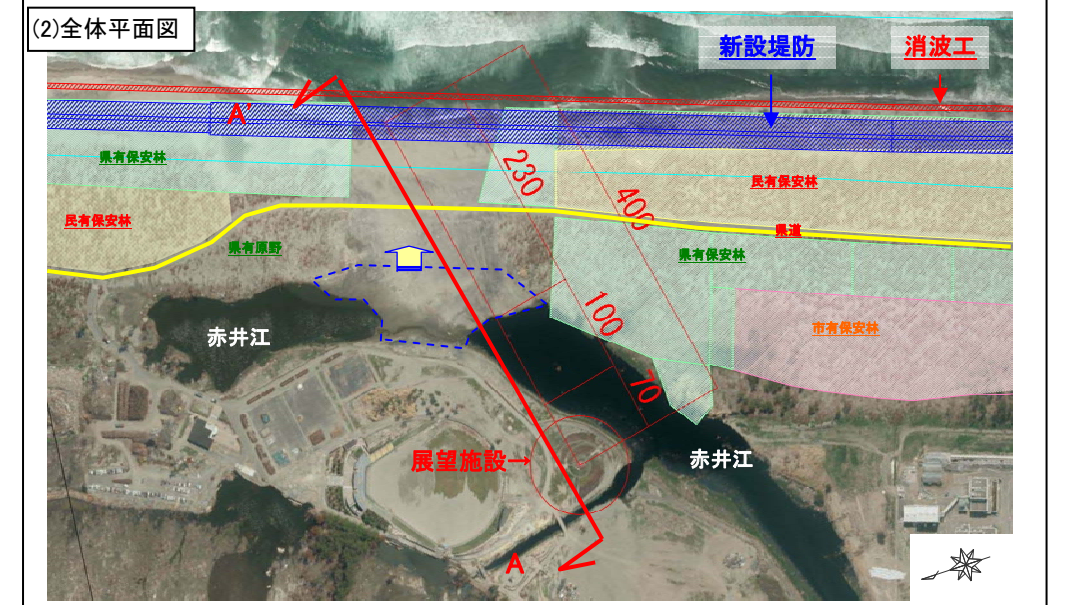 (2)全体平面図
新設堤防
消波工
A'
県有保安林
230
400
民有保安林
民有保安林
県道
県有原野
県有保安林
100
赤井江
市有保安林
70
展望施設→
赤井江
A